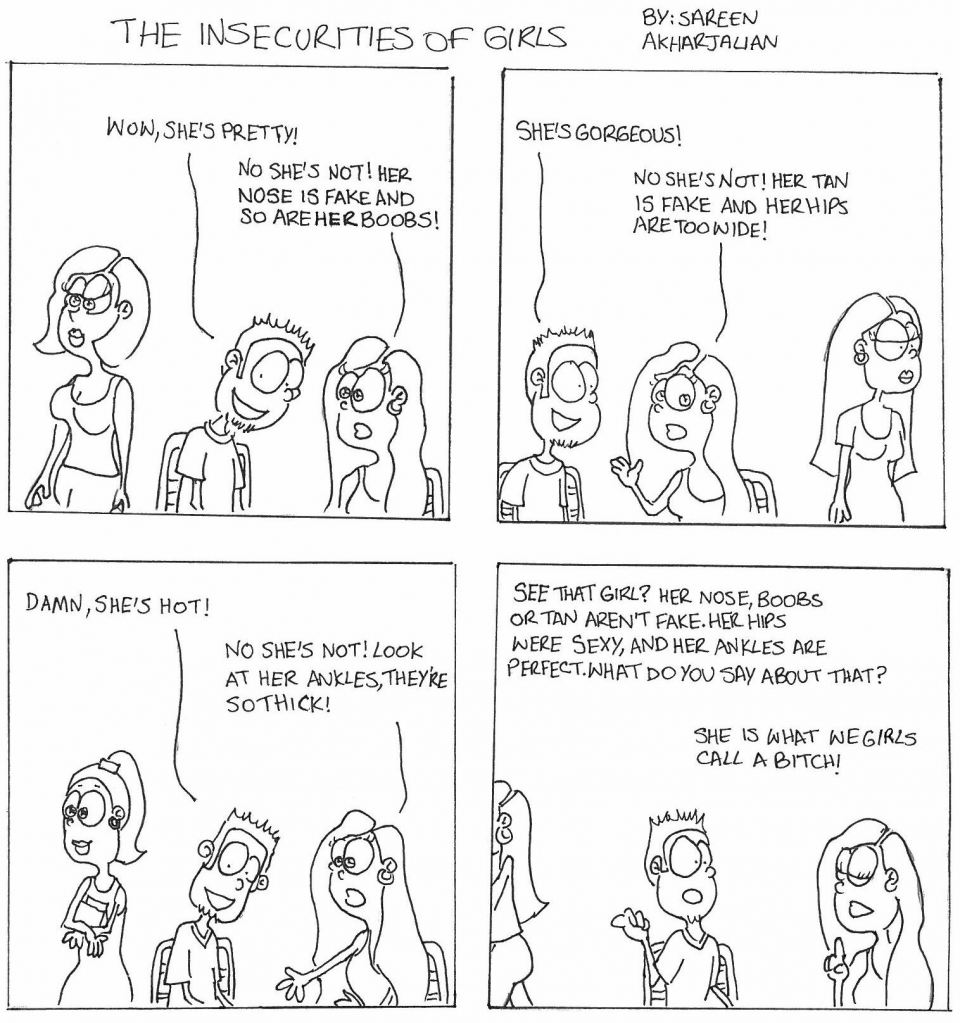 THE INSECURITIES OF GIRLS
BY: SAREEN
AKHARJALIAN
WOW, SHE'S PRETTY!
NO SHE'S NOT! HER
NOSE IS FAKE AND
SO ARE HER BOOBS!
SHE'S GORGEOUS!
NO SHE'S NOT! HER TAN
IS FAKE AND HER HIPS
ARE TOO WIDE!
DAMN, SHE'S HOT!
NO SHE'S NOT! LOOK
AT HER ANKLES, THEY'RE
SO THICK!
SEE THAT GIRL? HER NOSE, BOOBS
OR TAN AREN'T FAKE. HER HIPS
WERE SEXY, AND HER ANKLES ARE
PERFECT. WHAT DO YOU SAY ABOUT THAT?
SHE IS WHAT WE GIRLS
CALL A BITCH!